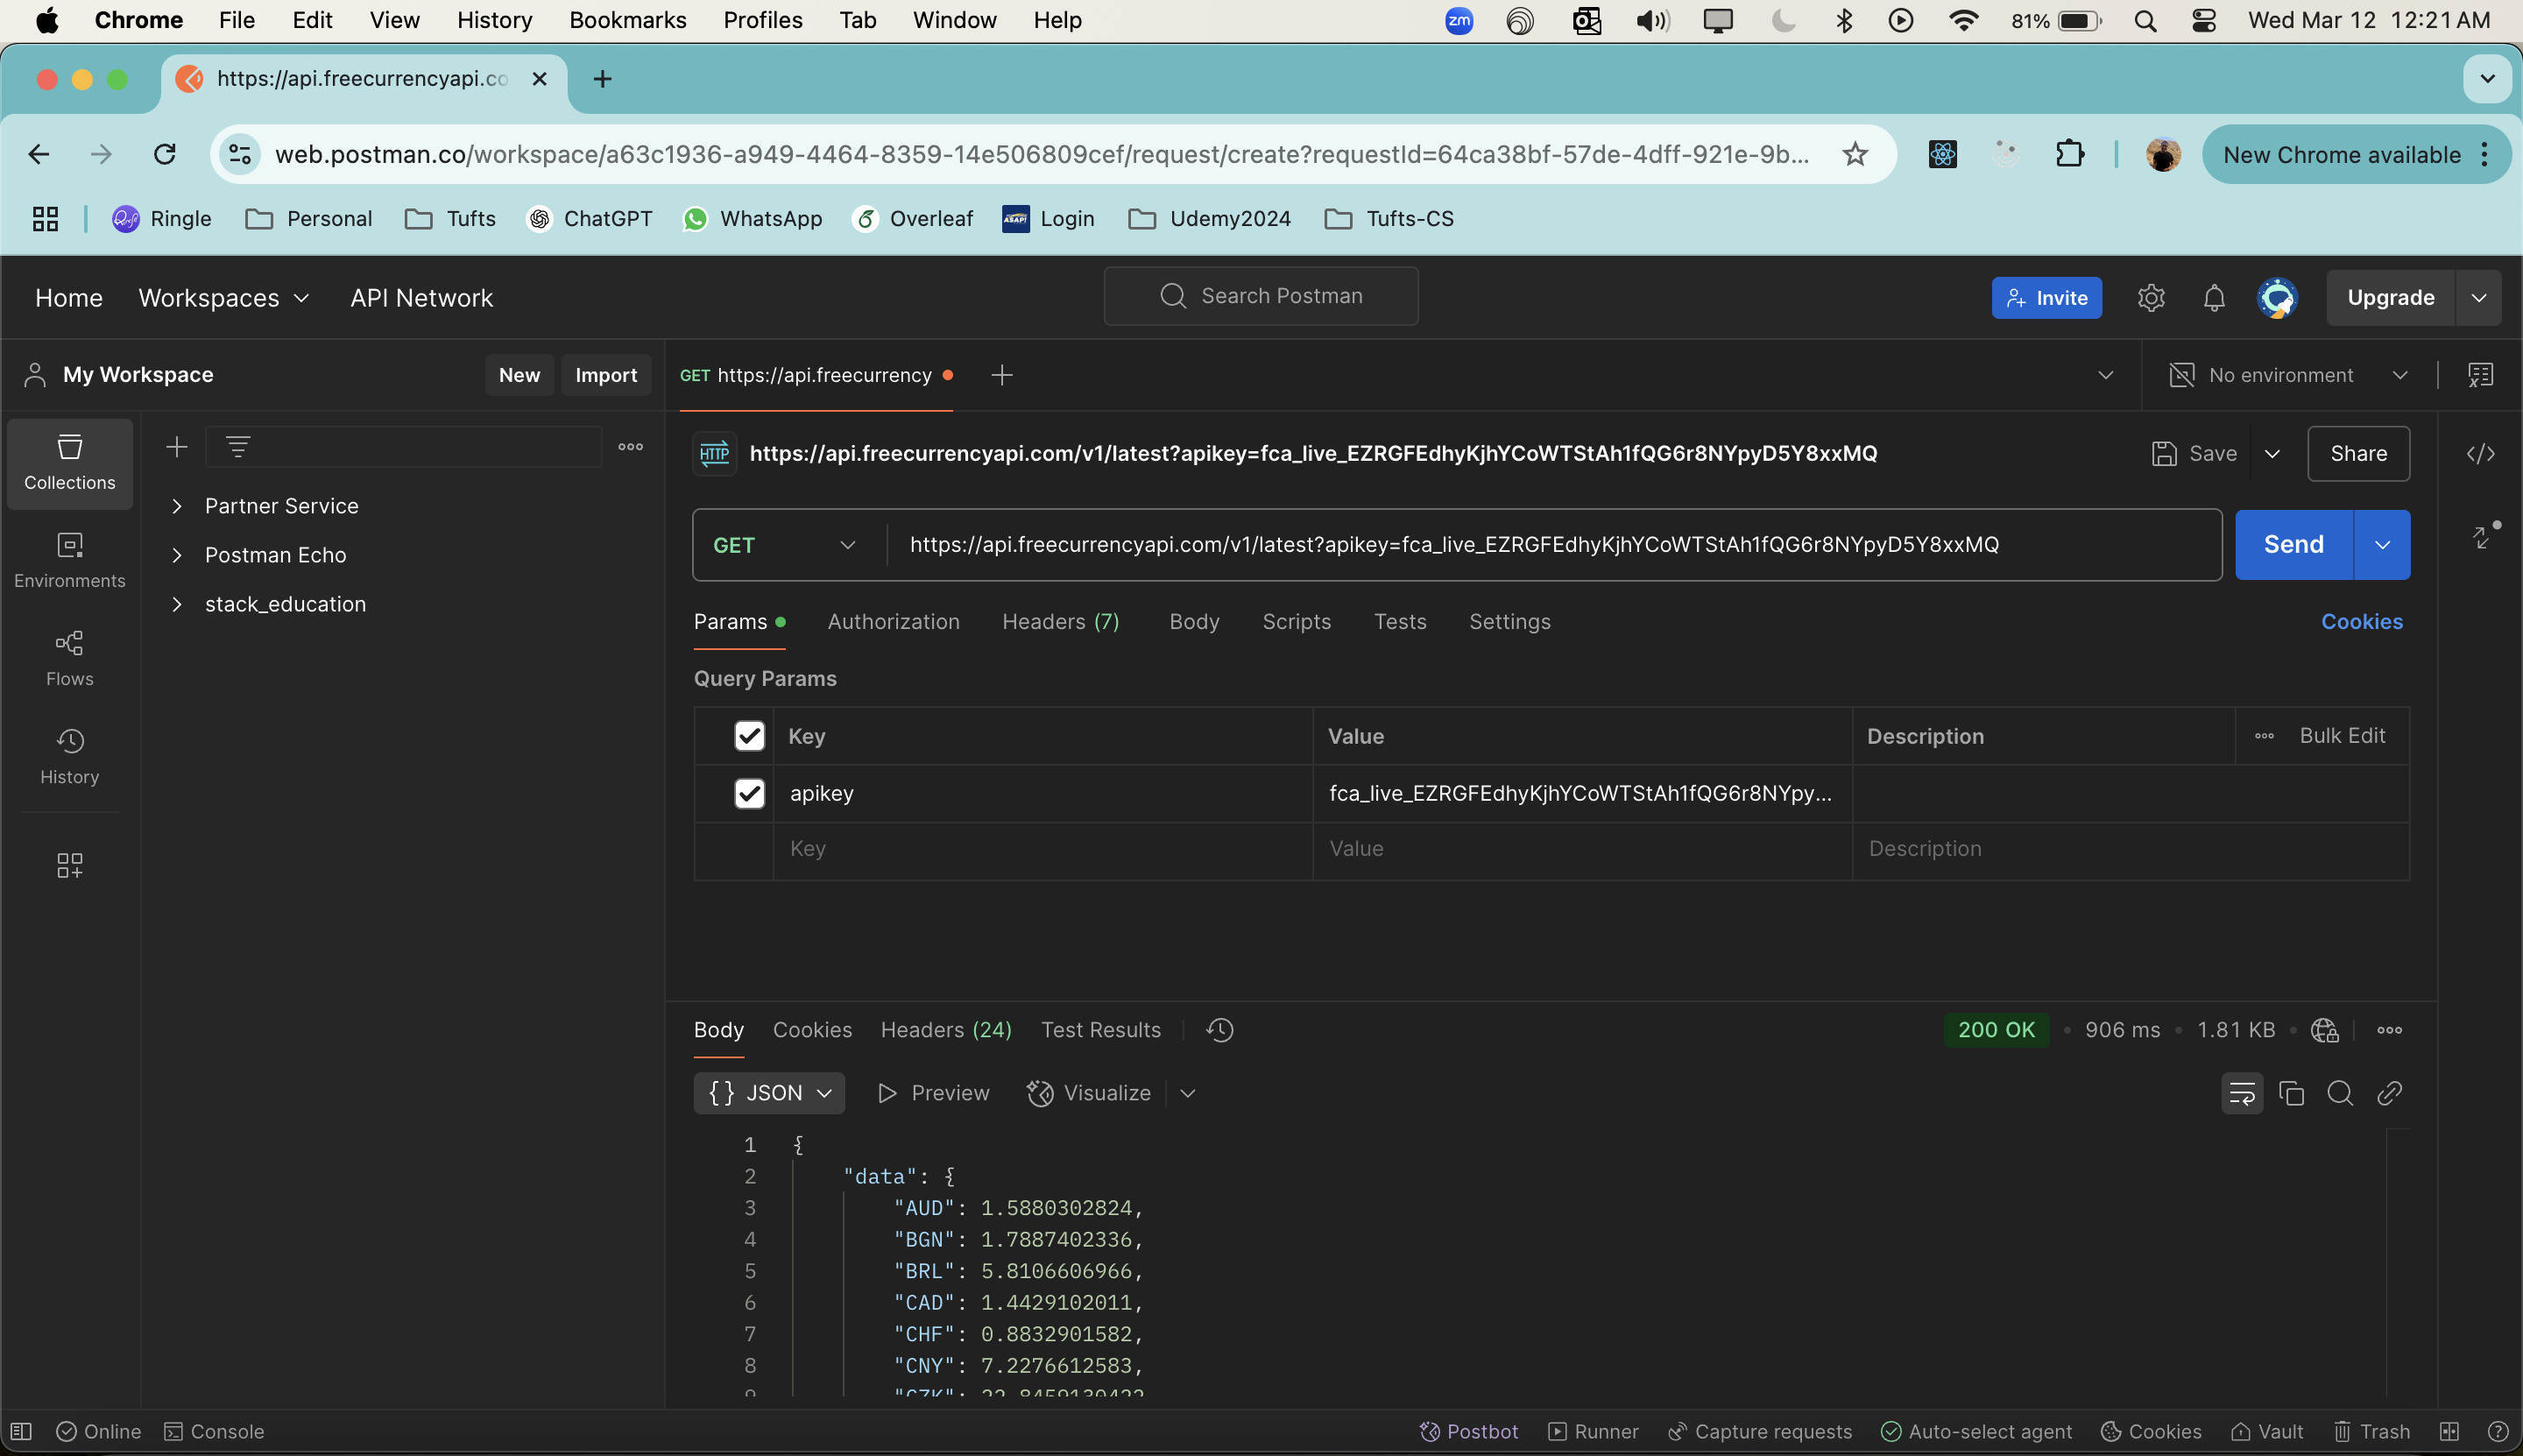 Chrome File Edit View History Bookmarks Profiles Tab Window Help zm 81% Wed Mar 12 12:21 AM
https://api.freecurrencyapi.co
web.postman.co/workspace/a63c1936-a949-4464-8359-14e506809cef/request/create?requestId=64ca38bf-57de-4dff-921e-9b... New Chrome available
Ringle Personal Tufts ChatGPT WhatsApp Overleaf ASAP! Login Udemy2024 Tufts-CS
Home Workspaces API Network Search Postman Invite Upgrade
My Workspace New Import GET https://api.freecurrency No environment
HTTP https://api.freecurrencyapi.com/v1/latest?apikey=fca_live_EZRGFEdhyKjhYCoWTStAh1fQG6r8NYpyD5Y8xxMQ Save Share
Collections
Environments
Flows
History
Partner Service
Postman Echo
stack_education
GET https://api.freecurrencyapi.com/v1/latest?apikey=fca_live_EZRGFEdhyKjhYCoWTStAh1fQG6r8NYpyD5Y8xxMQ Send
Params Authorization Headers (7) Body Scripts Tests Settings Cookies
Query Params
Key Value Description Bulk Edit
apikey fca_live_EZRGFEdhyKjhYCoWTStAh1fQG6r8NYpy...
Key Value Description
Body Cookies Headers (24) Test Results 200 OK 906 ms 1.81 KB
{} JSON Preview Visualize
1 {
2 "data": {
3 "AUD": 1.5880302824,
4 "BGN": 1.7887402336,
5 "BRL": 5.8106606966,
6 "CAD": 1.4429102011,
7 "CHF": 0.8832901582,
8 "CNY": 7.2276612583,
9 "CZK":
Online Console Postbot Runner Capture requests Auto-select agent Cookies Vault Trash